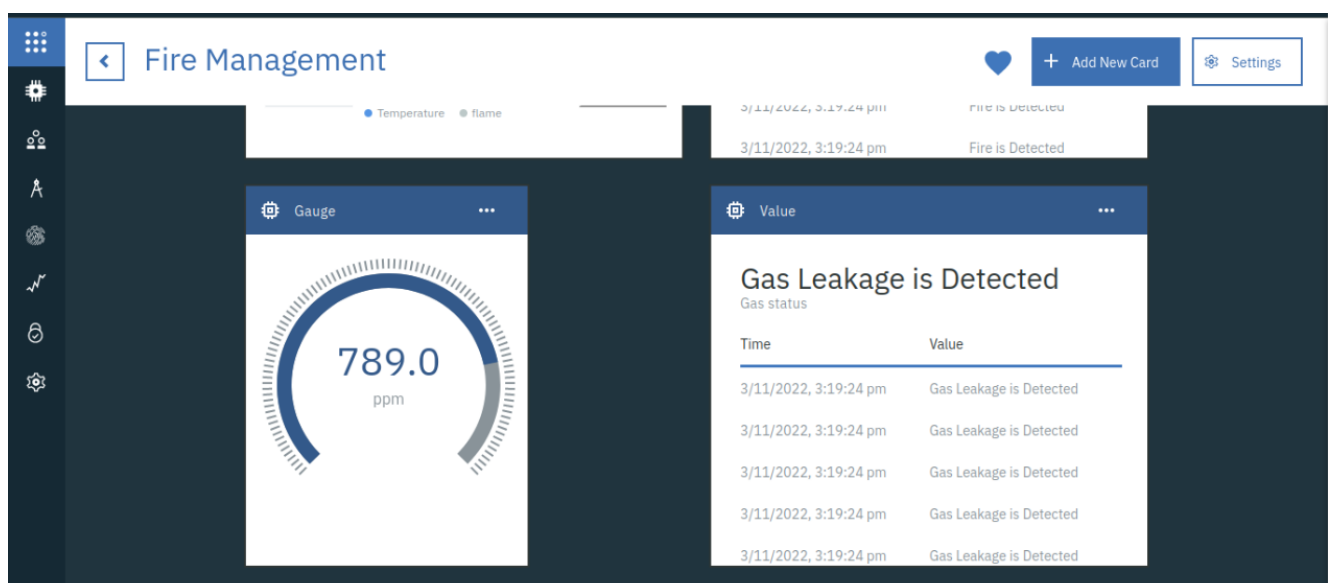 Fire Management
+ Add New Card
Settings
Temperature flame
3/11/2022, 3:19:24 pm Fire is Detected
3/11/2022, 3:19:24 pm Fire is Detected
Gauge
789.0
ppm
Value
Gas Leakage is Detected
Gas status
Time Value
3/11/2022, 3:19:24 pm Gas Leakage is Detected
3/11/2022, 3:19:24 pm Gas Leakage is Detected
3/11/2022, 3:19:24 pm Gas Leakage is Detected
3/11/2022, 3:19:24 pm Gas Leakage is Detected
3/11/2022, 3:19:24 pm Gas Leakage is Detected